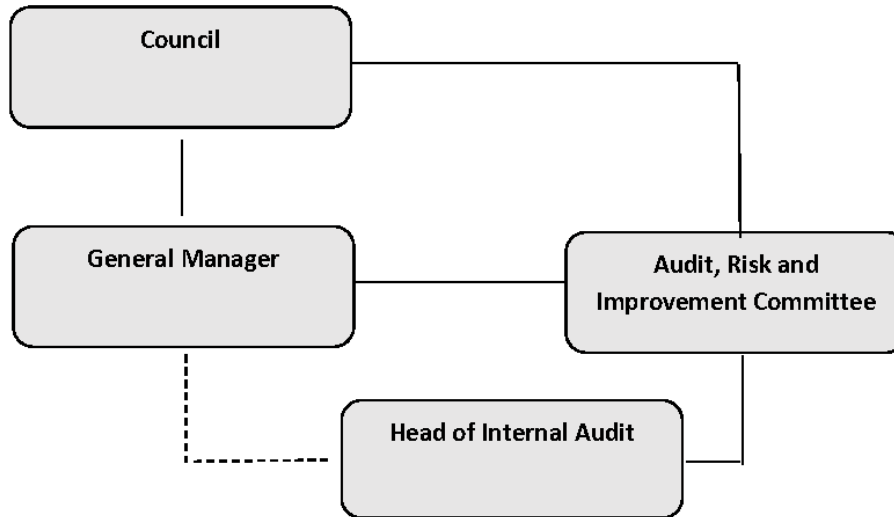 Council
General Manager
Audit, Risk and
Improvement Committee
Head of Internal Audit